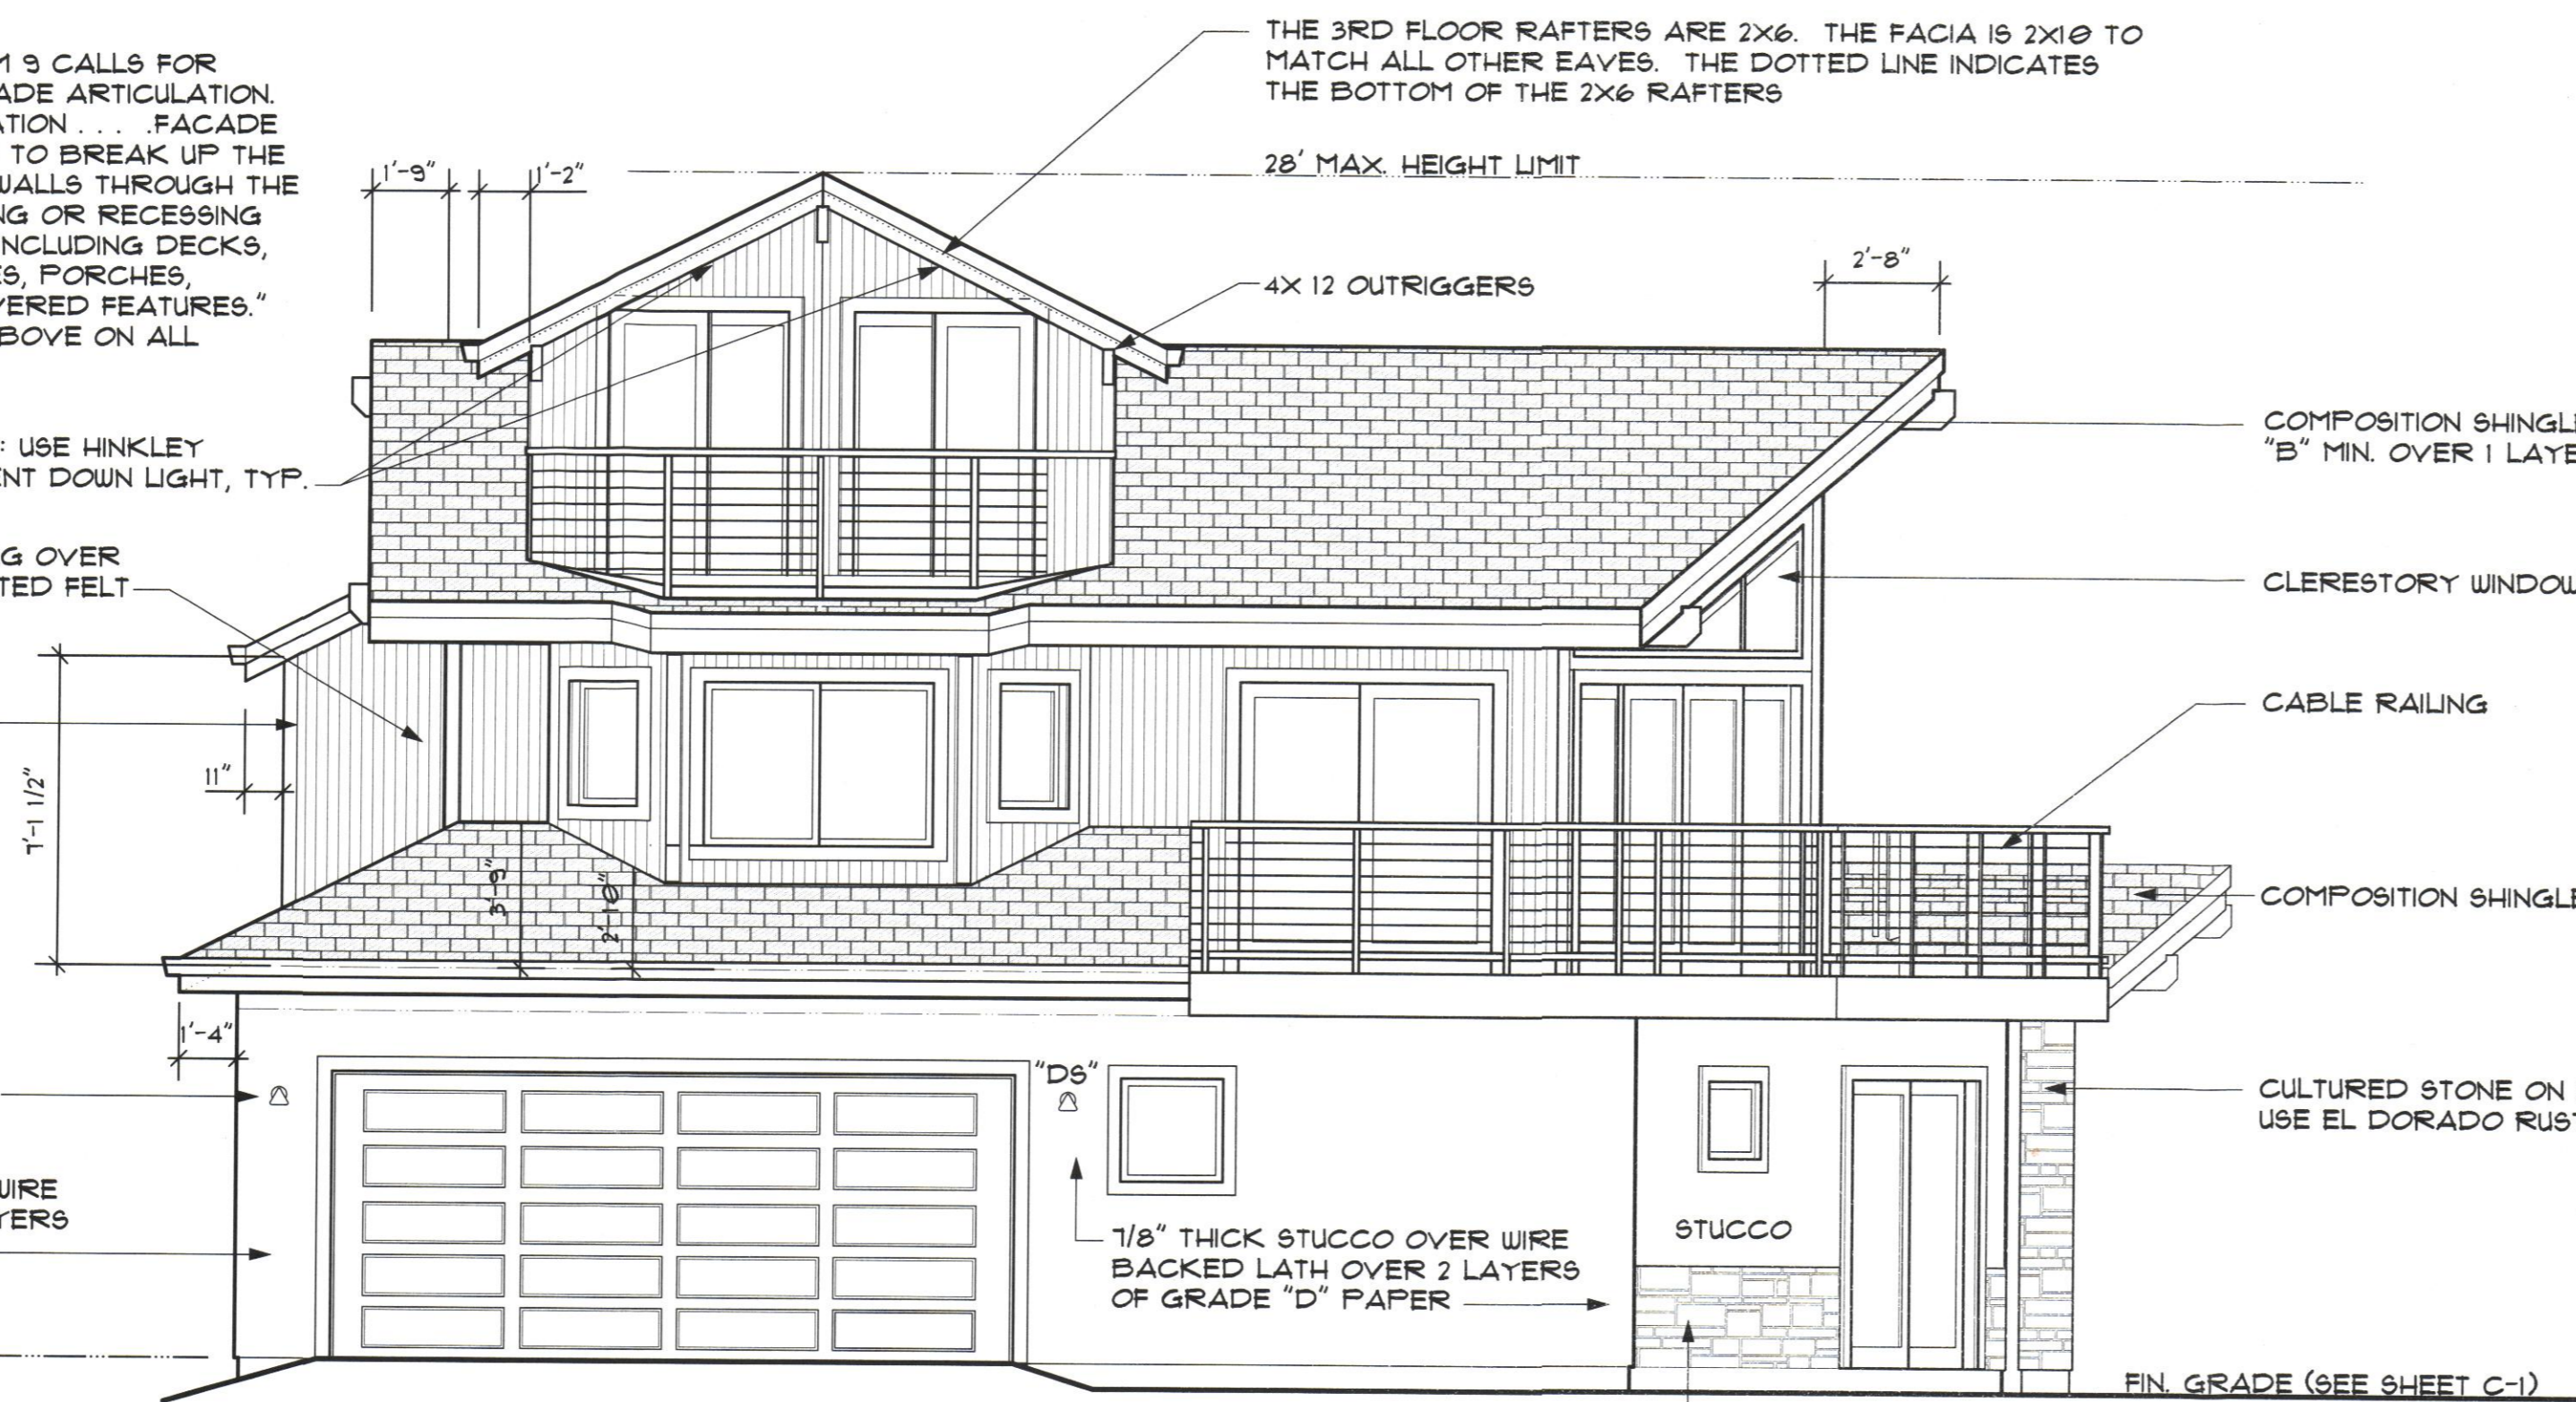 THE 3RD FLOOR RAFTERS ARE 2X6. THE FACIA IS 2X10 TO
MATCH ALL OTHER EAVES. THE DOTTED LINE INDICATES
THE BOTTOM OF THE 2X6 RAFTERS
9 CALLS FOR
ADE ARTICULATION.
ATION . . . .FACADE
TO BREAK UP THE
WALLS THROUGH THE
NG OR RECESSING
INCLUDING DECKS,
ES, PORCHES,
VERED FEATURES."
BOVE ON ALL
1'-9"
1'-2"
28' MAX. HEIGHT LIMIT
2'-8"
4X 12 OUTRIGGERS
: USE HINKLEY
ENT DOWN LIGHT, TYP.
COMPOSITION SHINGLE
"B" MIN. OVER 1 LAYE
G OVER
TED FELT
CLERESTORY WINDOW
CABLE RAILING
11"
7'-1 1/2"
3'-9"
2'-10"
COMPOSITION SHINGLE
1'-4"
"DS"
CULTURED STONE ON
USE EL DORADO RUST
WIRE
YERS
7/8" THICK STUCCO OVER WIRE
BACKED LATH OVER 2 LAYERS
OF GRADE "D" PAPER
STUCCO
FIN. GRADE (SEE SHEET C-1)